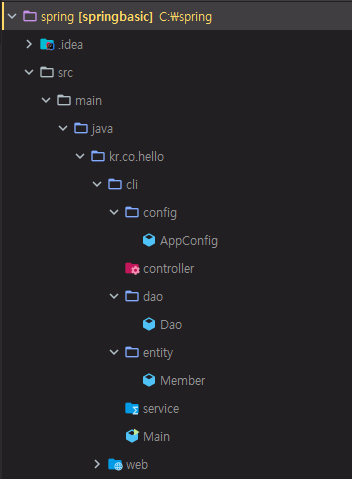 spring [springbasic] C:₩spring
.idea
src
main
java
kr.co.hello
cli
config
AppConfig
controller
dao
Dao
entity
Member
service
Main
web